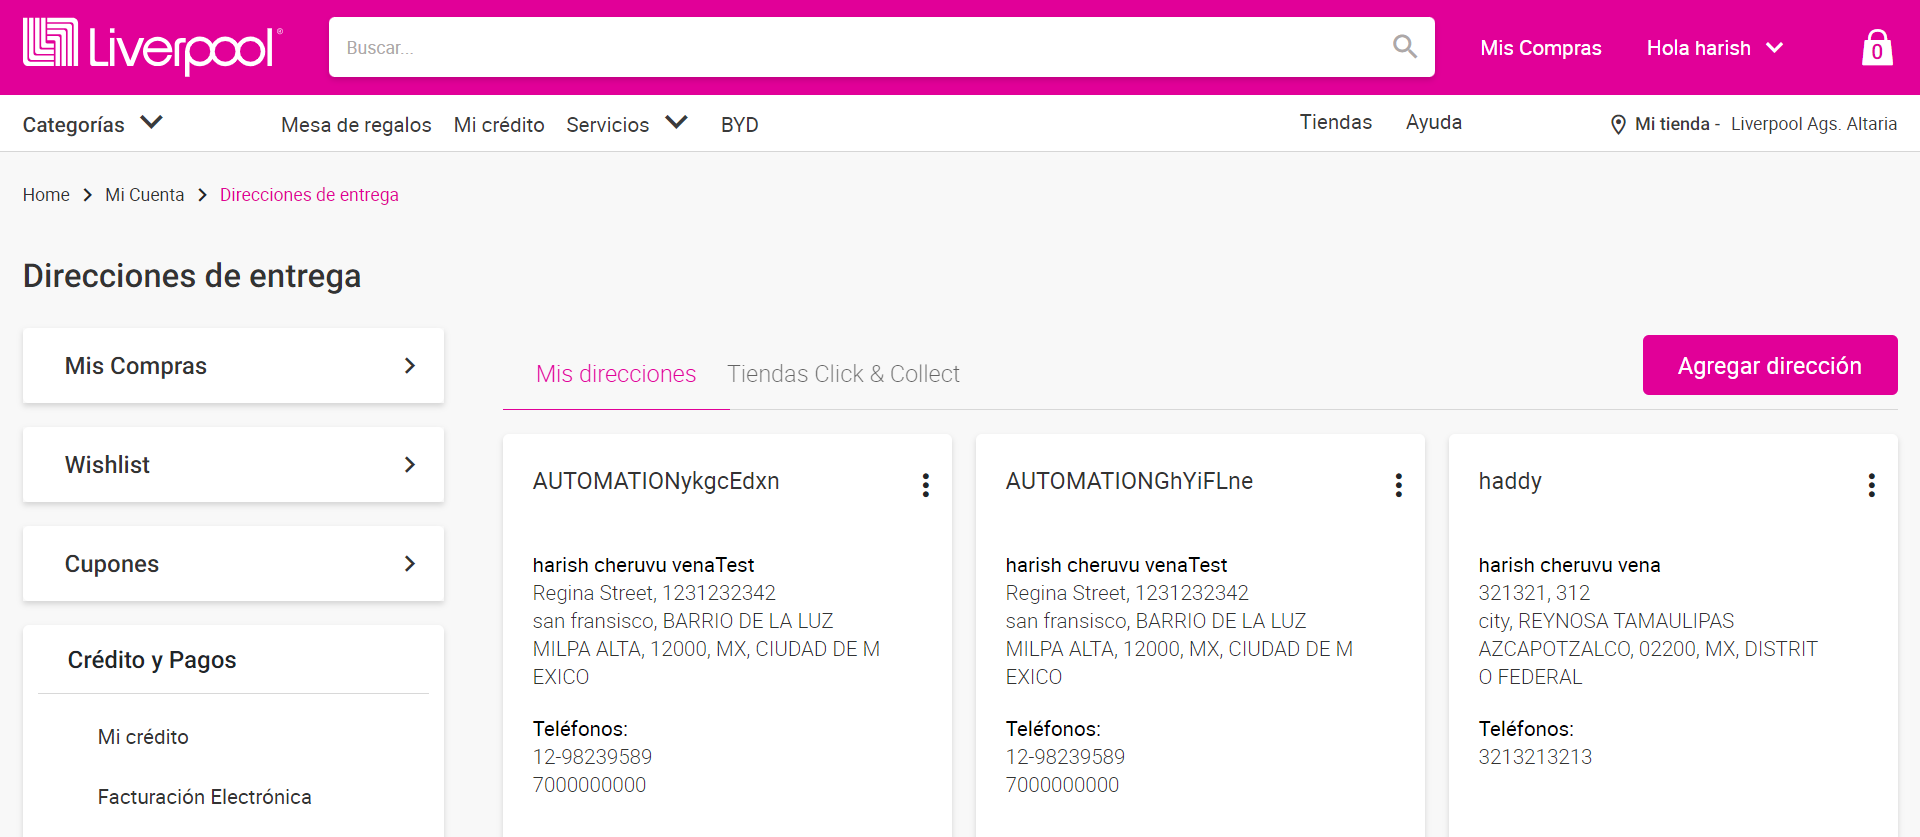 Liverpool®
Buscar...
Mis Compras
Hola harish
0
Categorías
Mesa de regalos
Mi crédito
Servicios
BYD
Tiendas
Ayuda
Mi tienda - Liverpool Ags. Altaria
Home
Mi Cuenta
Direcciones de entrega
Direcciones de entrega
Mis Compras
Wishlist
Cupones
Crédito y Pagos
Mi crédito
Facturación Electrónica
Mis direcciones
Tiendas Click & Collect
Agregar dirección
AUTOMATIONykgcEdxn
harish cheruvu venaTest
Regina Street, 1231232342
san fransisco, BARRIO DE LA LUZ
MILPA ALTA, 12000, MX, CIUDAD DE M
EXICO
Teléfonos:
12-98239589
7000000000
AUTOMATIONGhYiFLne
harish cheruvu venaTest
Regina Street, 1231232342
san fransisco, BARRIO DE LA LUZ
MILPA ALTA, 12000, MX, CIUDAD DE M
EXICO
Teléfonos:
12-98239589
7000000000
haddy
harish cheruvu vena
321321, 312
city, REYNOSA TAMAULIPAS
AZCAPOTZALCO, 02200, MX, DISTRIT
O FEDERAL
Teléfonos:
3213213213